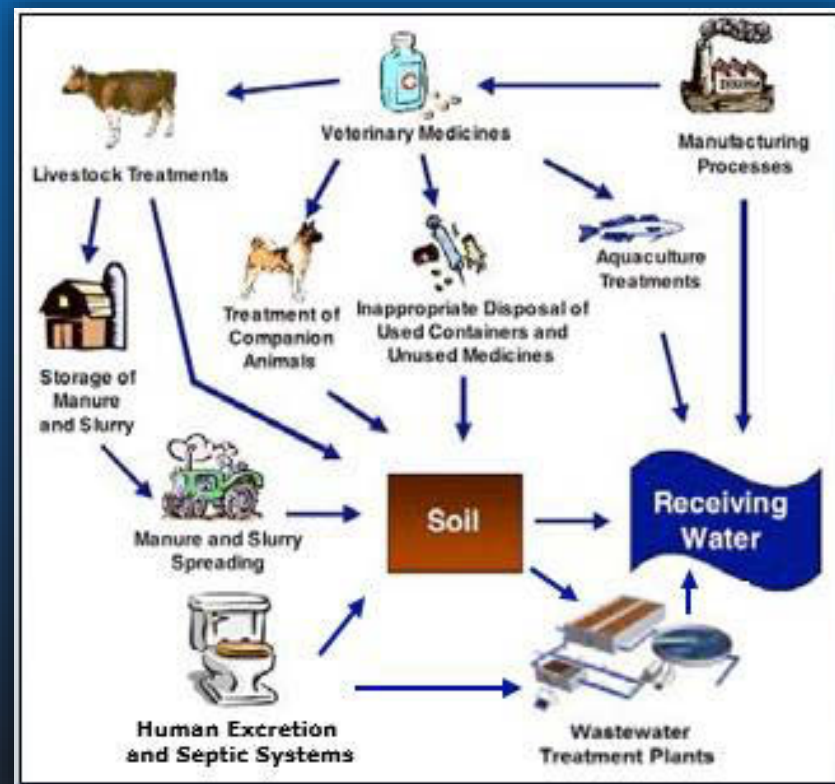 Veterinary Medicines
Manufacturing
Processes
Livestock Treatments
Aquaculture
Treatments
Treatment of
Companion
Animals
Inappropriate Disposal of
Used Containers and
Unused Medicines
Storage of
Manure
and Slurry
Soil
Receiving
Water
Manure and Slurry
Spreading
Human Excretion
and Septic Systems
Wastewater
Treatment Plants